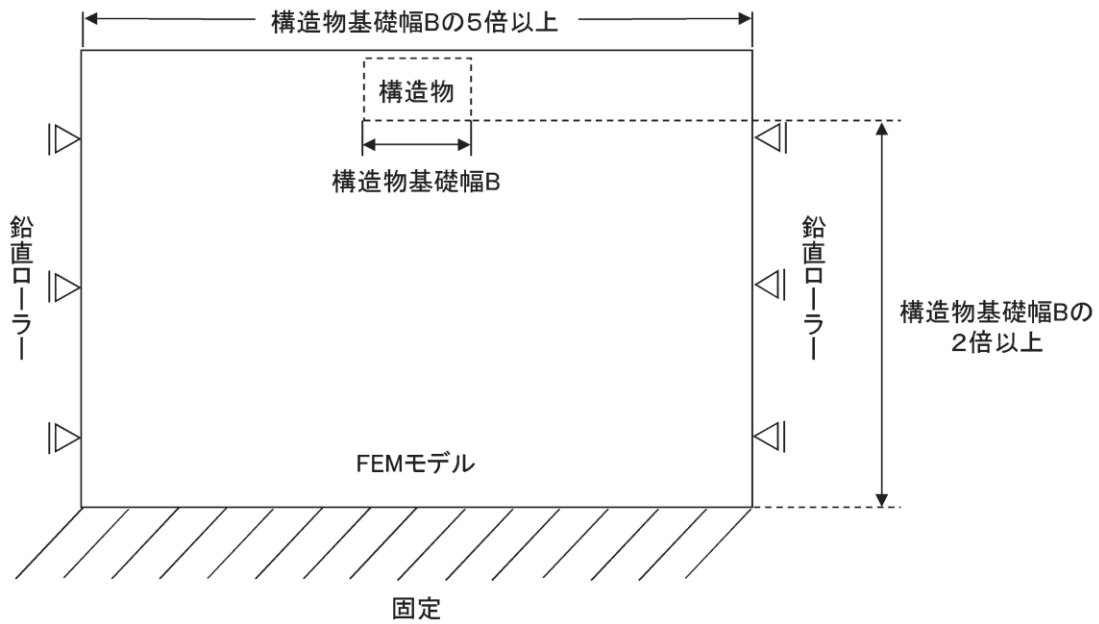 構造物基礎幅Bの5倍以上
構造物
構造物基礎幅B
鉛直ローラー
鉛直ローラー
構造物基礎幅Bの
2倍以上
FEMモデル
固定